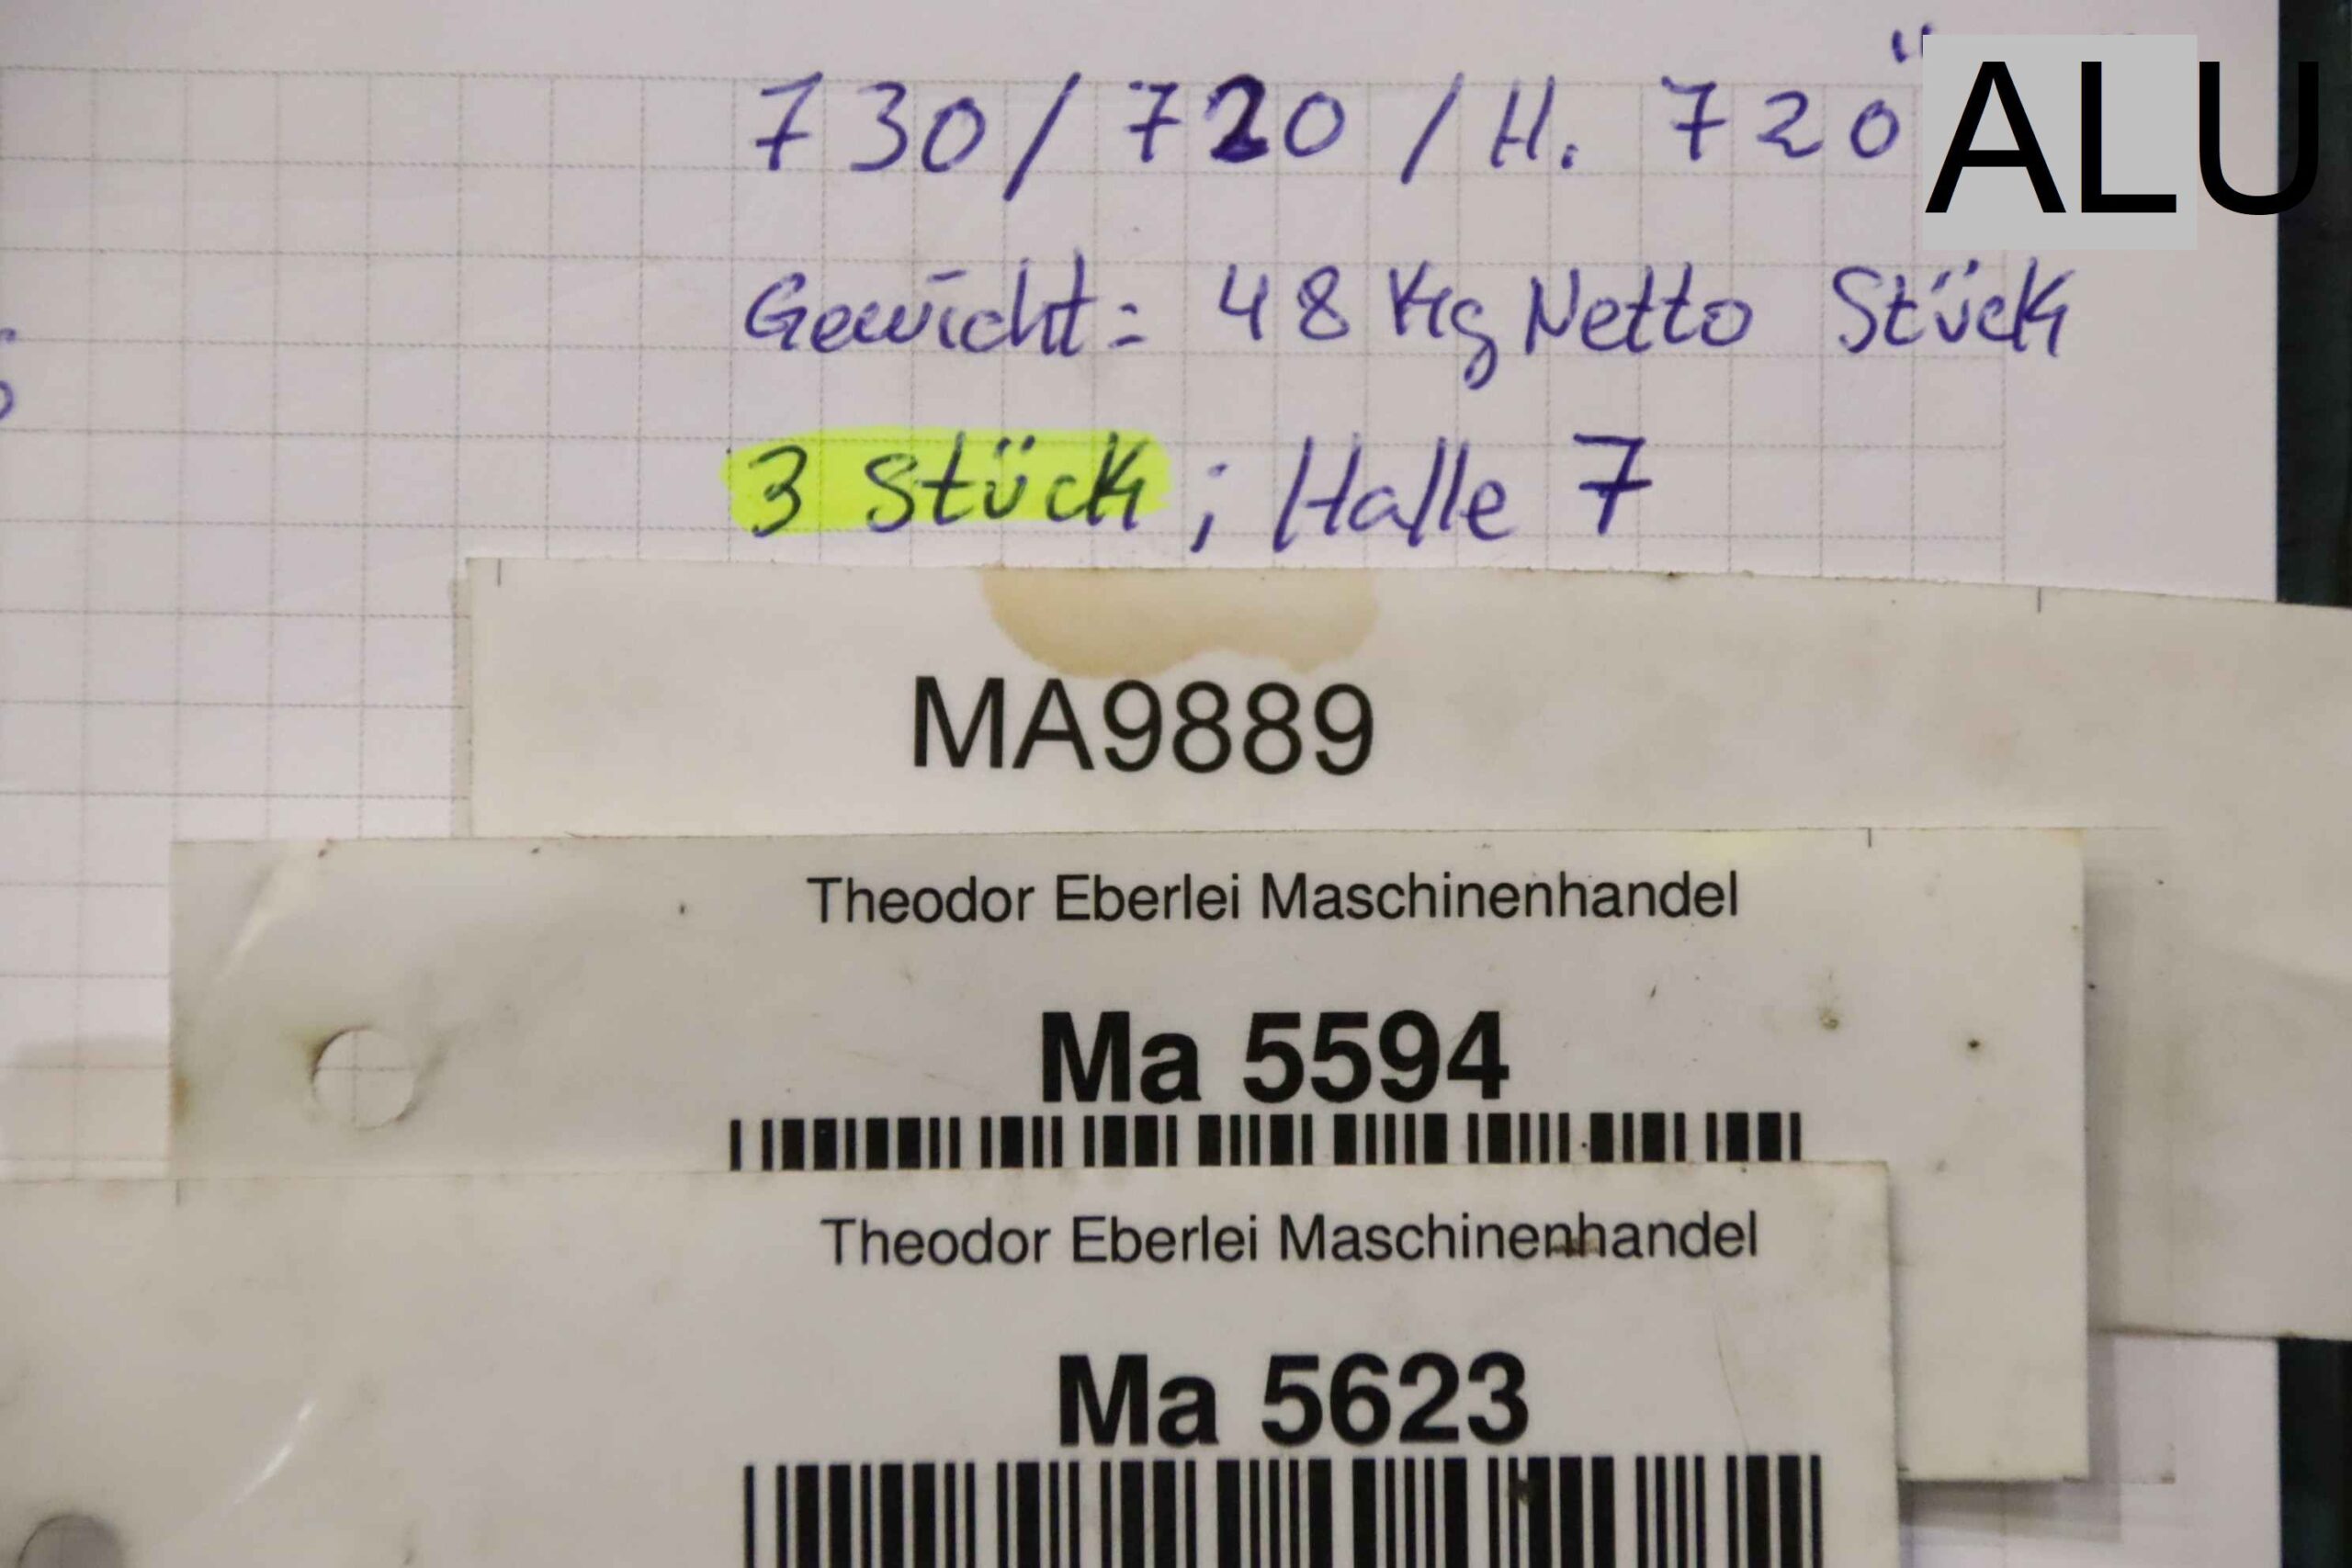 730/720/H. 720" ALU
Gewicht: 48 Kg Netto Stück
3 Stück ; Halle 7
MA9889
Theodor Eberlei Maschinenhandel
Ma 5594
Theodor Eberlei Maschinenhandel
Ma 5623